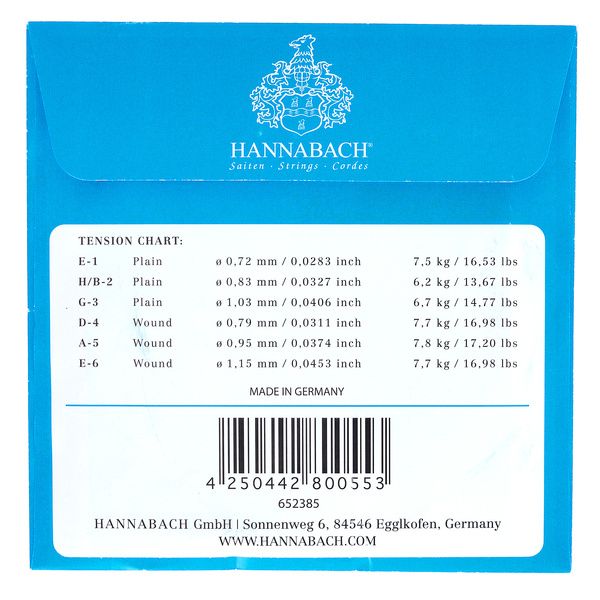 HANNABACH®
Saiten · Strings · Cordes
TENSION CHART:
E-1 Plain ø 0,72 mm / 0,0283 inch 7,5 kg / 16,53 lbs
H/B-2 Plain ø 0,83 mm / 0,0327 inch 6,2 kg / 13,67 lbs
G-3 Plain ø 1,03 mm / 0,0406 inch 6,7 kg / 14,77 lbs
D-4 Wound ø 0,79 mm / 0,0311 inch 7,7 kg / 16,98 lbs
A-5 Wound ø 0,95 mm / 0,0374 inch 7,8 kg / 17,20 lbs
E-6 Wound ø 1,15 mm / 0,0453 inch 7,7 kg / 16,98 lbs
MADE IN GERMANY
4 250442 800553
652385
HANNABACH GmbH | Sonnenweg 6, 84546 Egglkofen, Germany
WWW.HANNABACH.COM